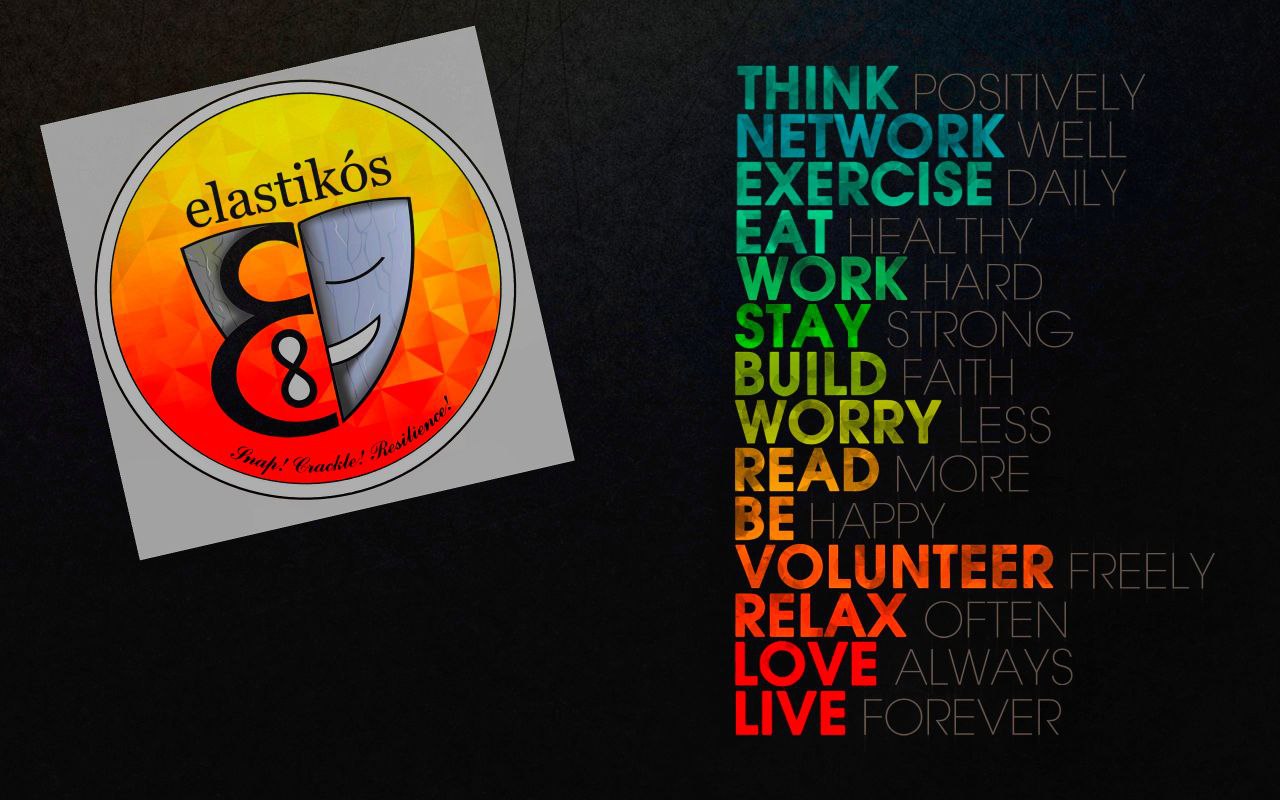 elastikós
Snap! Crackle! Resilience!
THINK POSITIVELY
NETWORK WELL
EXERCISE DAILY
EAT HEALTHY
WORK HARD
STAY STRONG
BUILD FAITH
WORRY LESS
READ MORE
BE HAPPY
VOLUNTEER FREELY
RELAX OFTEN
LOVE ALWAYS
LIVE FOREVER